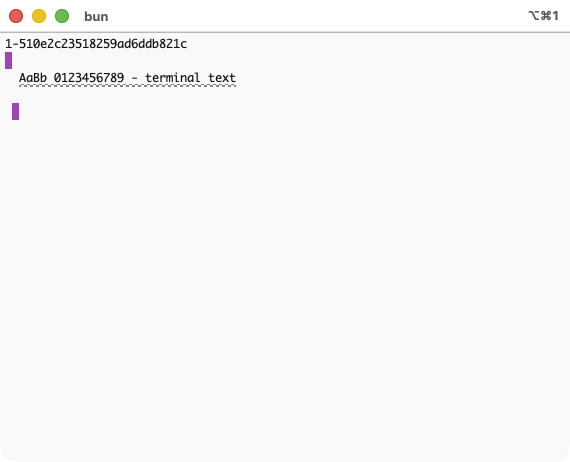 bun ⌥⌘1
1-510e2c23518259ad6ddb821c
AaBb 0123456789 - terminal text